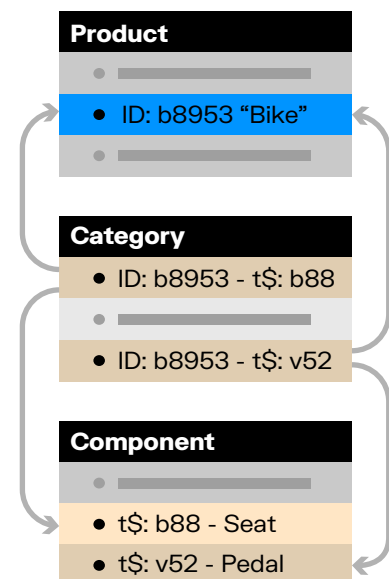 Product
ID: b8953 “Bike”
Category
ID: b8953 - t$: b88
ID: b8953 - t$: v52
Component
t$: b88 - Seat
t$: v52 - Pedal